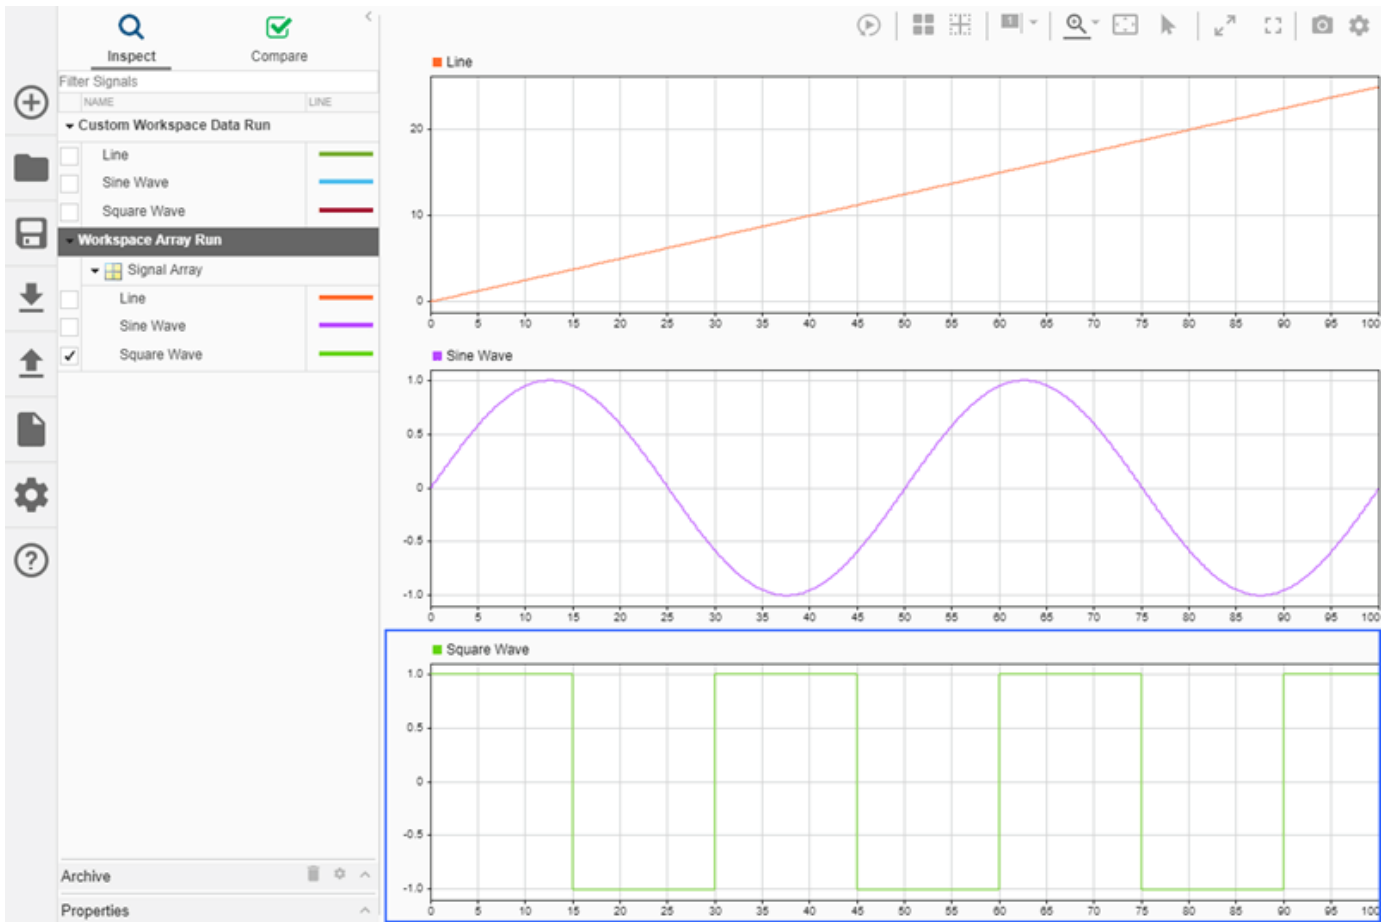 Inspect Compare
Filter Signals
NAME LINE
Custom Workspace Data Run
Line
Sine Wave
Square Wave
Workspace Array Run
Signal Array
Line
Sine Wave
Square Wave
Archive
Properties
1
Line
20
10
0
0 5 10 15 20 25 30 35 40 45 50 55 60 65 70 75 80 85 90 95 100
Sine Wave
1.0
0.5
0
-0.5
-1.0
0 5 10 15 20 25 30 35 40 45 50 55 60 65 70 75 80 85 90 95 100
Square Wave
1.0
0.5
0
-0.5
-1.0
0 5 10 15 20 25 30 35 40 45 50 55 60 65 70 75 80 85 90 95 100